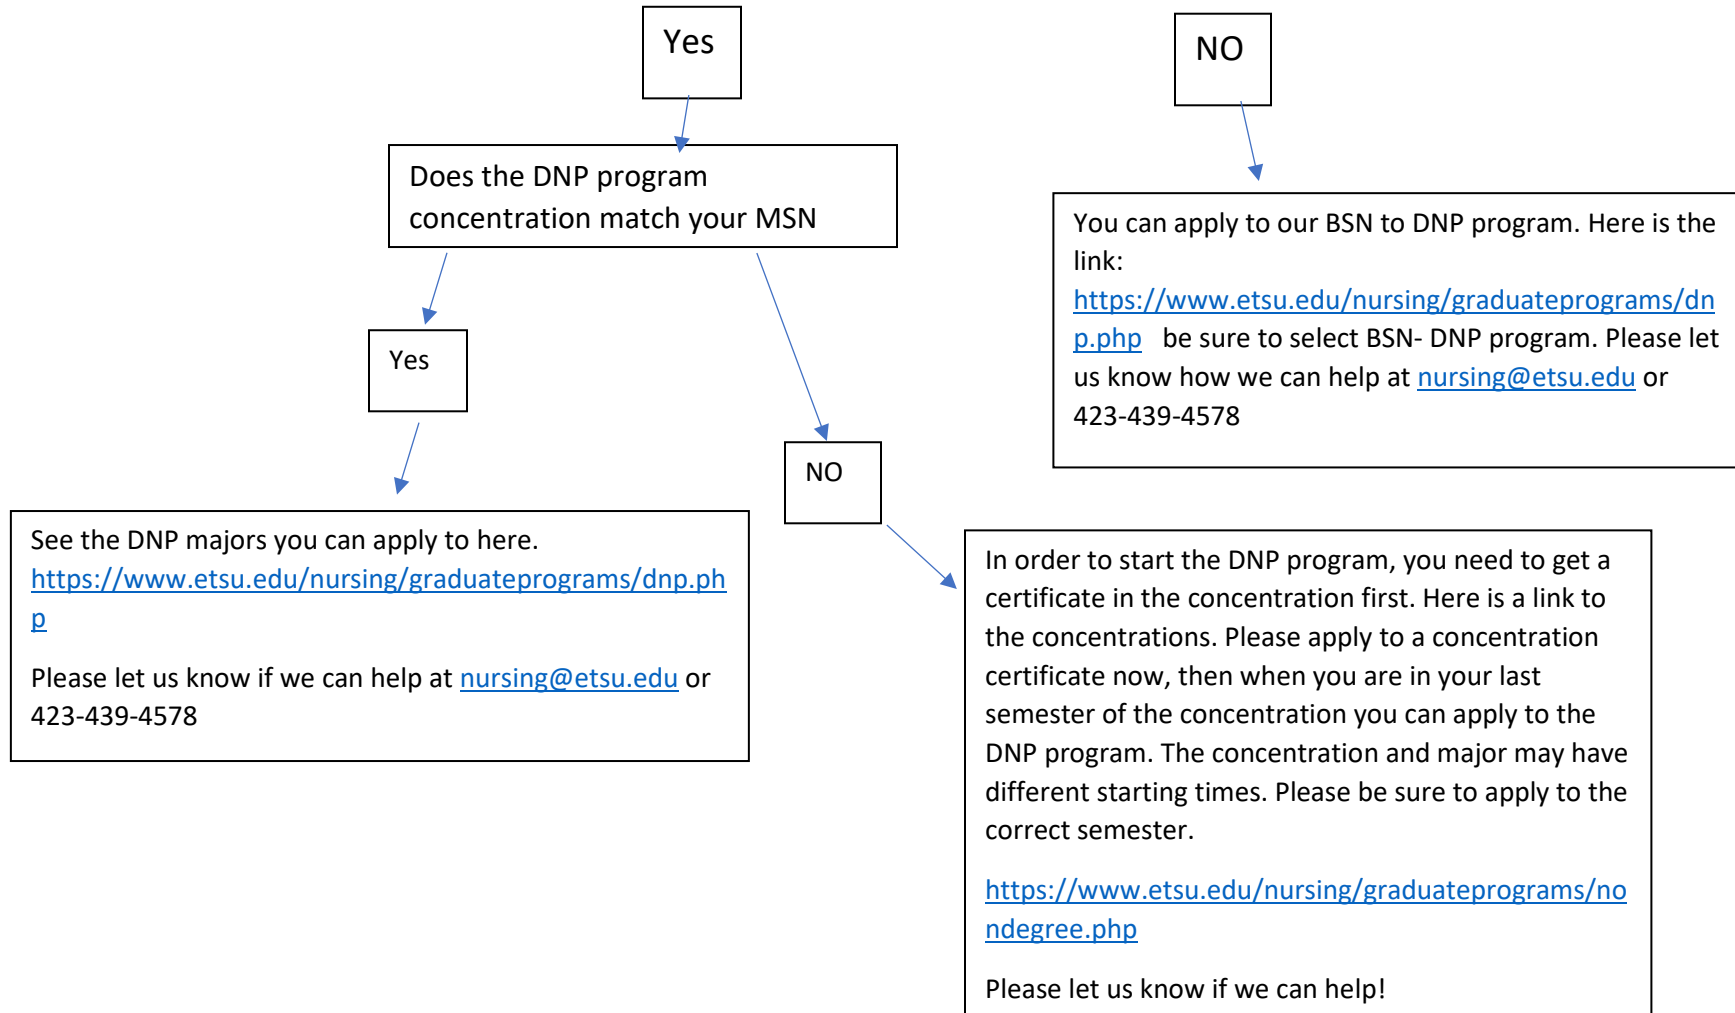 Yes
NO
Does the DNP program
concentration match your MSN
You can apply to our BSN to DNP program. Here is the
link:
https://www.etsu.edu/nursing/graduateprograms/dn
p.php   be sure to select BSN- DNP program. Please let
us know how we can help at nursing@etsu.edu or
423-439-4578
Yes
NO
See the DNP majors you can apply to here.
https://www.etsu.edu/nursing/graduateprograms/dnp.ph
p
Please let us know if we can help at nursing@etsu.edu or
423-439-4578
In order to start the DNP program, you need to get a
certificate in the concentration first. Here is a link to
the concentrations. Please apply to a concentration
certificate now, then when you are in your last
semester of the concentration you can apply to the
DNP program. The concentration and major may have
different starting times. Please be sure to apply to the
correct semester.
https://www.etsu.edu/nursing/graduateprograms/no
ndegree.php
Please let us know if we can help!